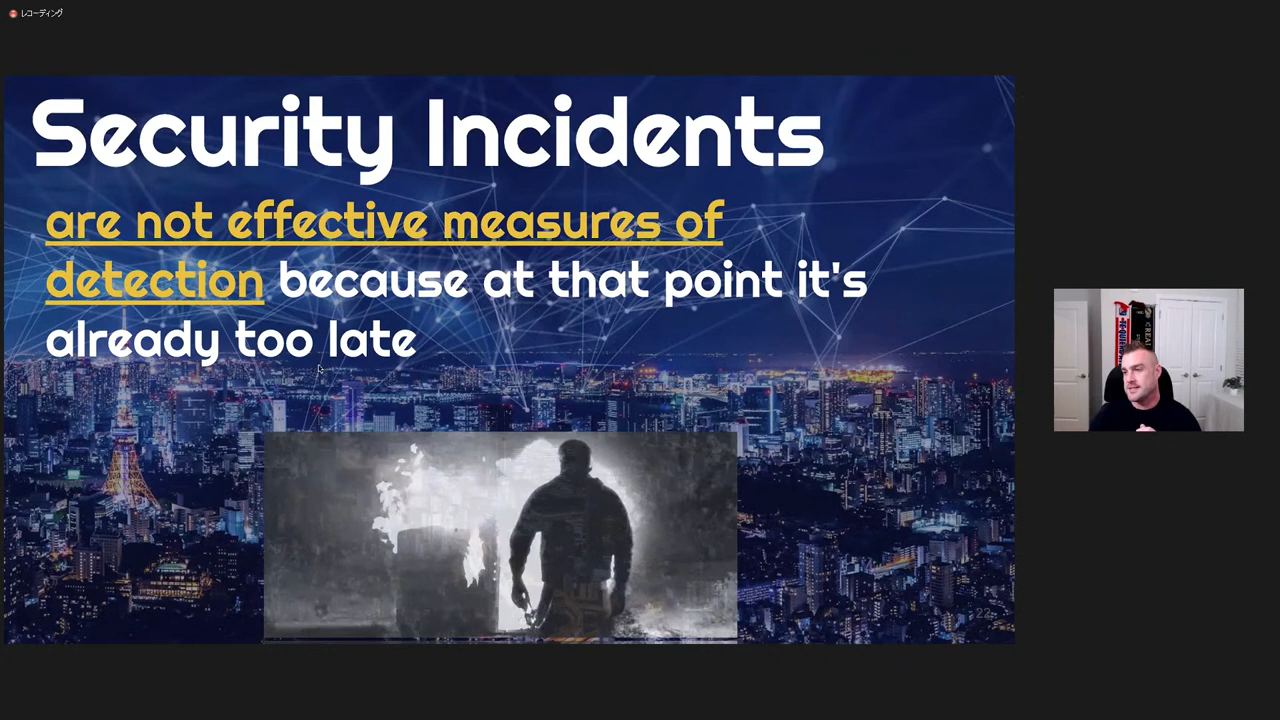 レコーディング
Security Incidents
are not effective measures of
detection because at that point it's
already too late
22